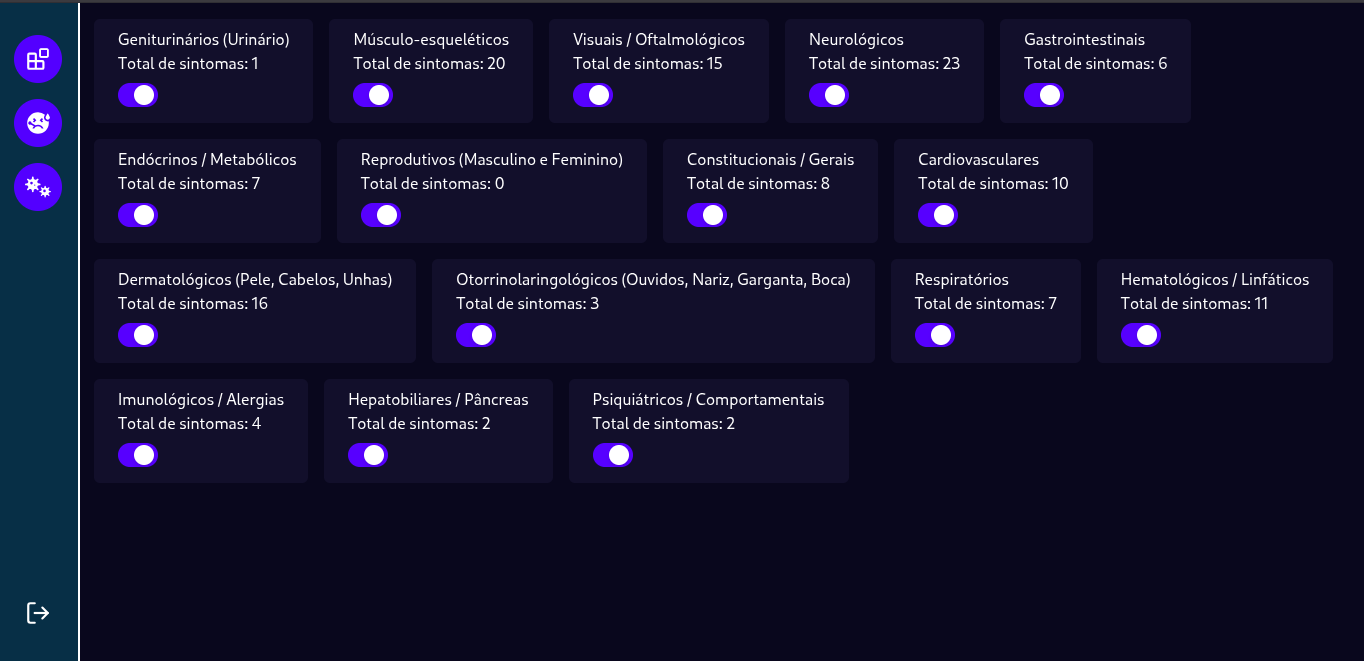 Geniturinários (Urinário)
Total de sintomas: 1
Músculo-esqueléticos
Total de sintomas: 20
Visuais / Oftalmológicos
Total de sintomas: 15
Neurológicos
Total de sintomas: 23
Gastrointestinais
Total de sintomas: 6
Endócrinos / Metabólicos
Total de sintomas: 7
Reprodutivos (Masculino e Feminino)
Total de sintomas: 0
Constitucionais / Gerais
Total de sintomas: 8
Cardiovasculares
Total de sintomas: 10
Dermatológicos (Pele, Cabelos, Unhas)
Total de sintomas: 16
Otorrinolaringológicos (Ouvidos, Nariz, Garganta, Boca)
Total de sintomas: 3
Respiratórios
Total de sintomas: 7
Hematológicos / Linfáticos
Total de sintomas: 11
Imunológicos / Alergias
Total de sintomas: 4
Hepatobiliares / Pâncreas
Total de sintomas: 2
Psiquiátricos / Comportamentais
Total de sintomas: 2